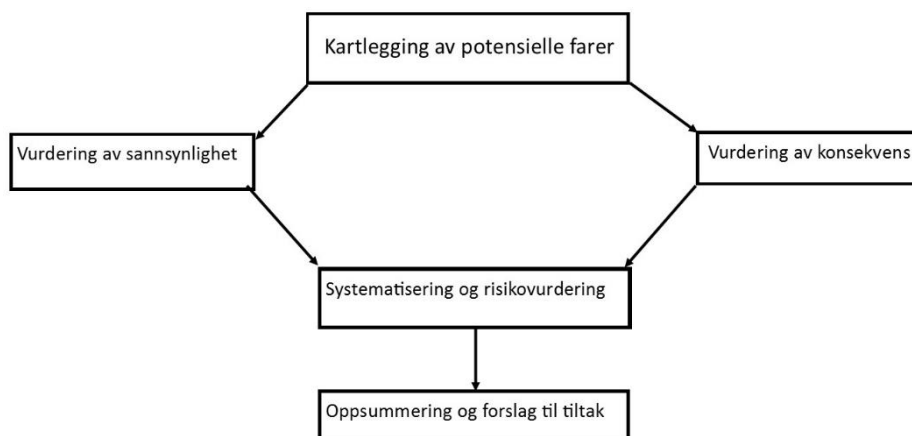 Kartlegging av potensielle farer
Vurdering av sannsynlighet
Vurdering av konsekvens
Systematisering og risikovurdering
Oppsummering og forslag til tiltak